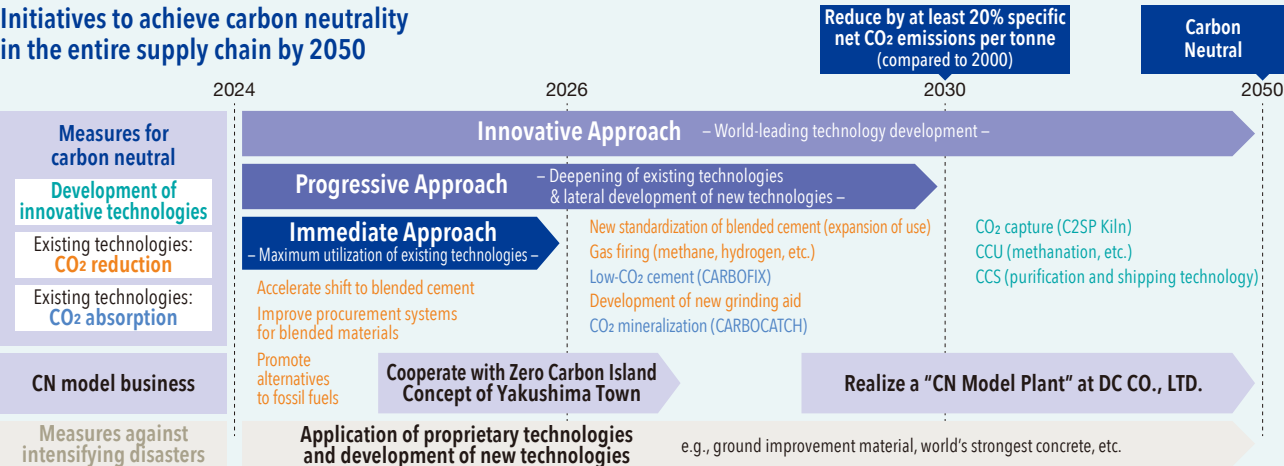 Initiatives to achieve carbon neutrality
in the entire supply chain by 2050
Reduce by at least 20% specific
net CO₂ emissions per tonne
(compared to 2000)
Carbon
Neutral
2024
2026
2030
2050
Measures for
carbon neutral
Development of
innovative technologies
Existing technologies:
CO₂ reduction
Existing technologies:
CO₂ absorption
Innovative Approach – World-leading technology development –
Progressive Approach
– Deepening of existing technologies
& lateral development of new technologies –
Immediate Approach
– Maximum utilization of existing technologies –
Accelerate shift to blended cement
Improve procurement systems
for blended materials
Promote
alternatives
to fossil fuels
New standardization of blended cement (expansion of use)
Gas firing (methane, hydrogen, etc.)
Low-CO₂ cement (CARBOFIX)
Development of new grinding aid
CO₂ mineralization (CARBOCATCH)
CO₂ capture (C2SP Kiln)
CCU (methanation, etc.)
CCS (purification and shipping technology)
CN model business
Cooperate with Zero Carbon Island
Concept of Yakushima Town
Realize a "CN Model Plant" at DC CO., LTD.
Measures against
intensifying disasters
Application of proprietary technologies
and development of new technologies
e.g., ground improvement material, world's strongest concrete, etc.